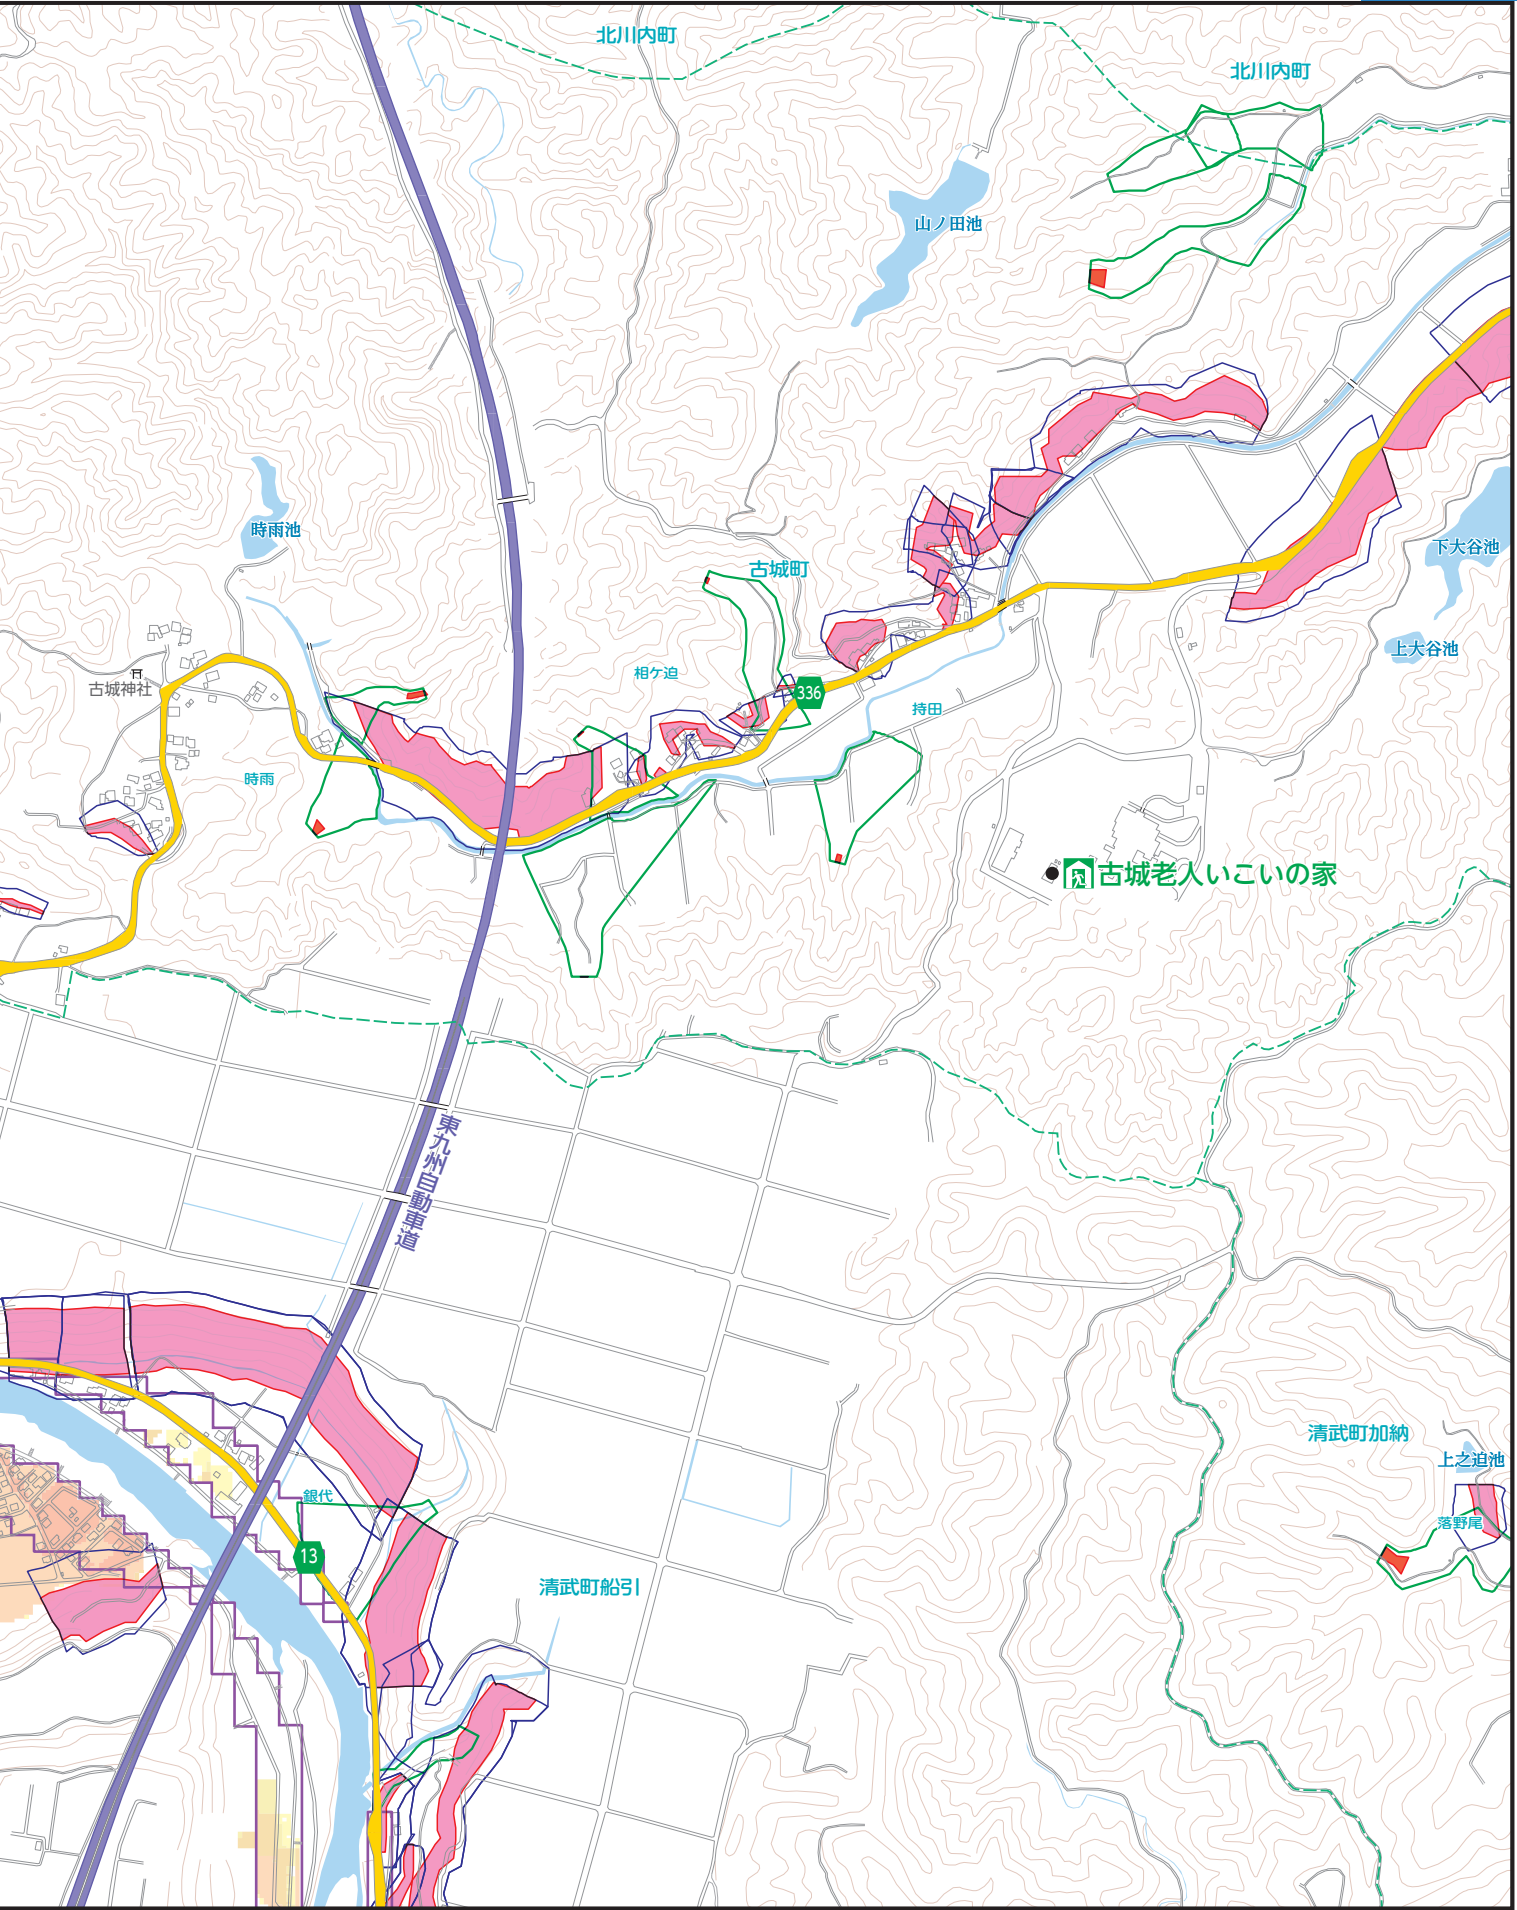 北川内町
北川内町
山ノ田池
時雨池
下大谷池
古城町
上大谷池
相ケ迫
古城神社
336
持田
時雨
古城老人いこいの家
東九州自動車道
清武町加納
上之迫池
銀代
落野尾
13
清武町船引